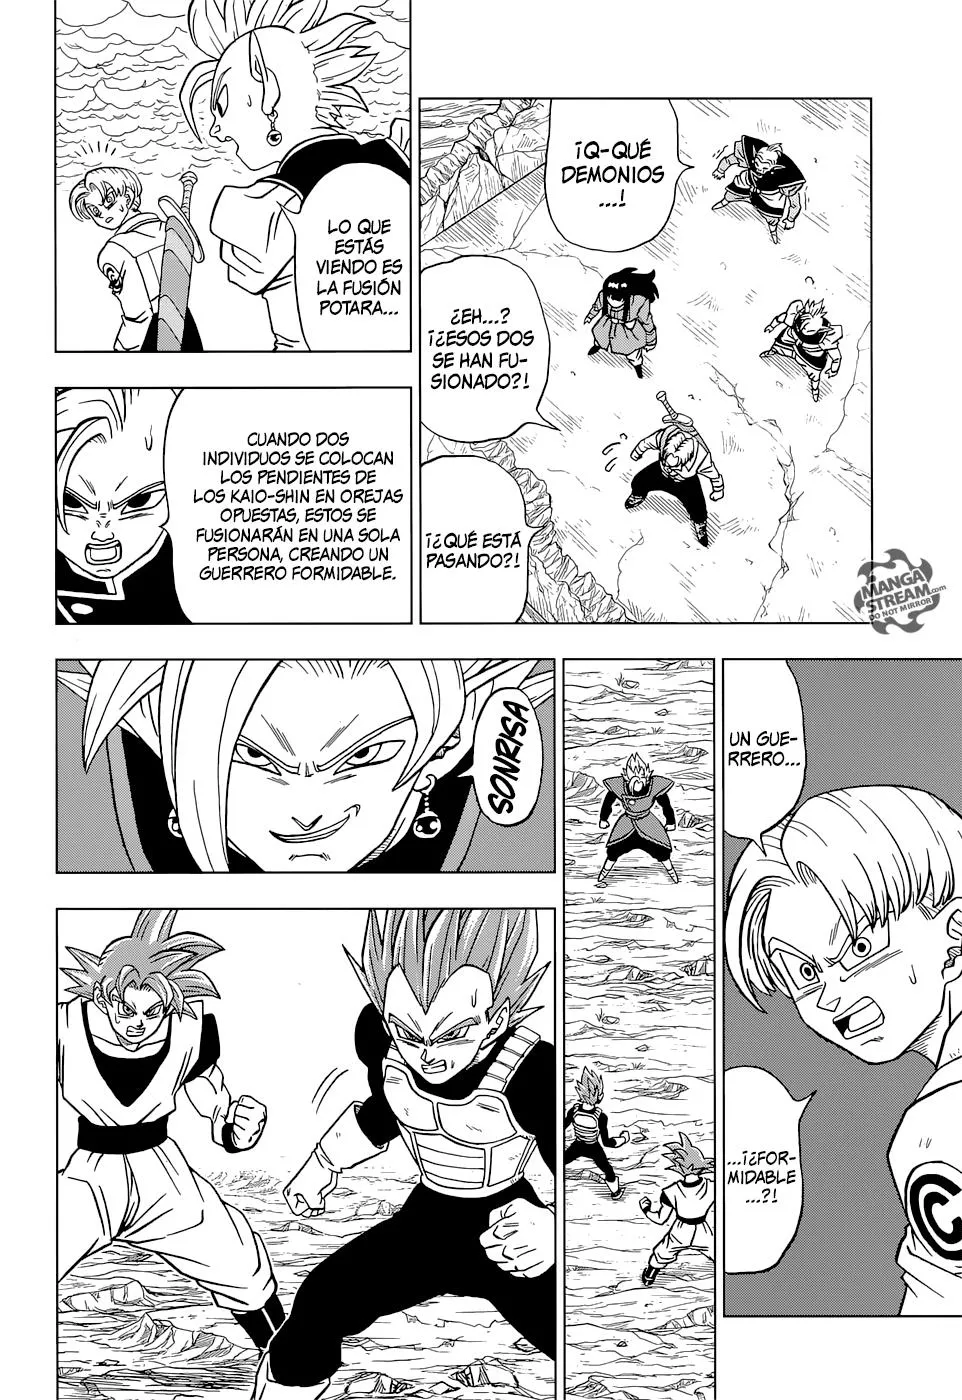 ¡Q-QUÉ
DEMONIOS
...!
¿EH...?
¡¿ESOS DOS
SE HAN FU-
SIONADO?!
¡¿QUÉ ESTÁ
PASANDO?!
LO QUE
ESTÁS
VIENDO ES
LA FUSIÓN
POTARA...
CUANDO DOS
INDIVIDUOS SE COLOCAN
LOS PENDIENTES DE
LOS KAIO-SHIN EN OREJAS
OPUESTAS, ESTOS SE
FUSIONARÁN EN UNA SOLA
PERSONA, CREANDO UN
GUERRERO FORMIDABLE.
MANGA
STREAM.com
DO NOT MIRROR
UN GUE-
RRERO...
...¡¿FOR-
MIDABLE
...?!
C
SONRISA